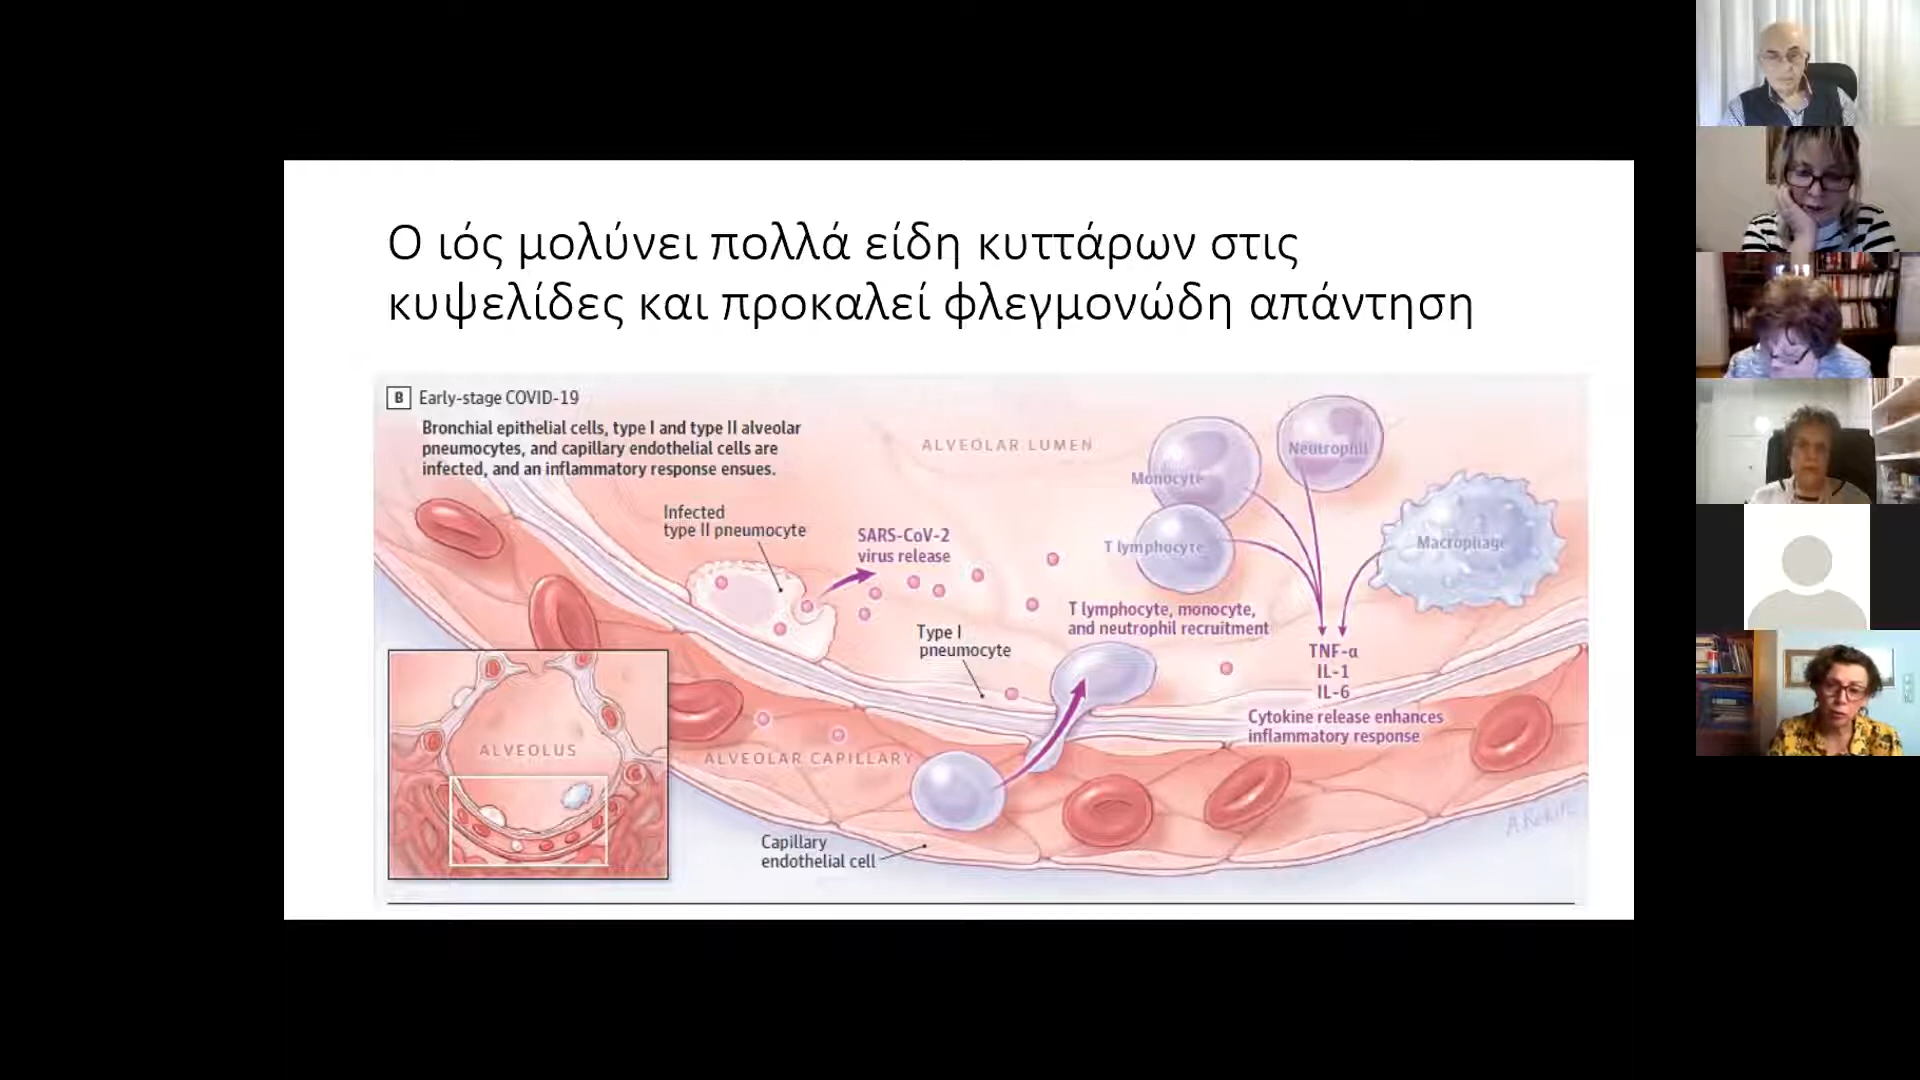 Ο ιός μολύνει πολλά είδη κυττάρων στις
κυψελίδες και προκαλεί φλεγμονώδη απάντηση
B Early-stage COVID-19
Bronchial epithelial cells, type I and type II alveolar
pneumocytes, and capillary endothelial cells are
infected, and an inflammatory response ensues.
ALVEOLAR LUMEN
Monocyte
Neutrophil
Infected
type II pneumocyte
SARS-CoV-2
virus release
T lymphocyte
Macrophage
T lymphocyte, monocyte,
and neutrophil recruitment
Type I
pneumocyte
TNF-α
IL-1
IL-6
Cytokine release enhances
inflammatory response
ALVEOLUS
ALVEOLAR CAPILLARY
Capillary
endothelial cell